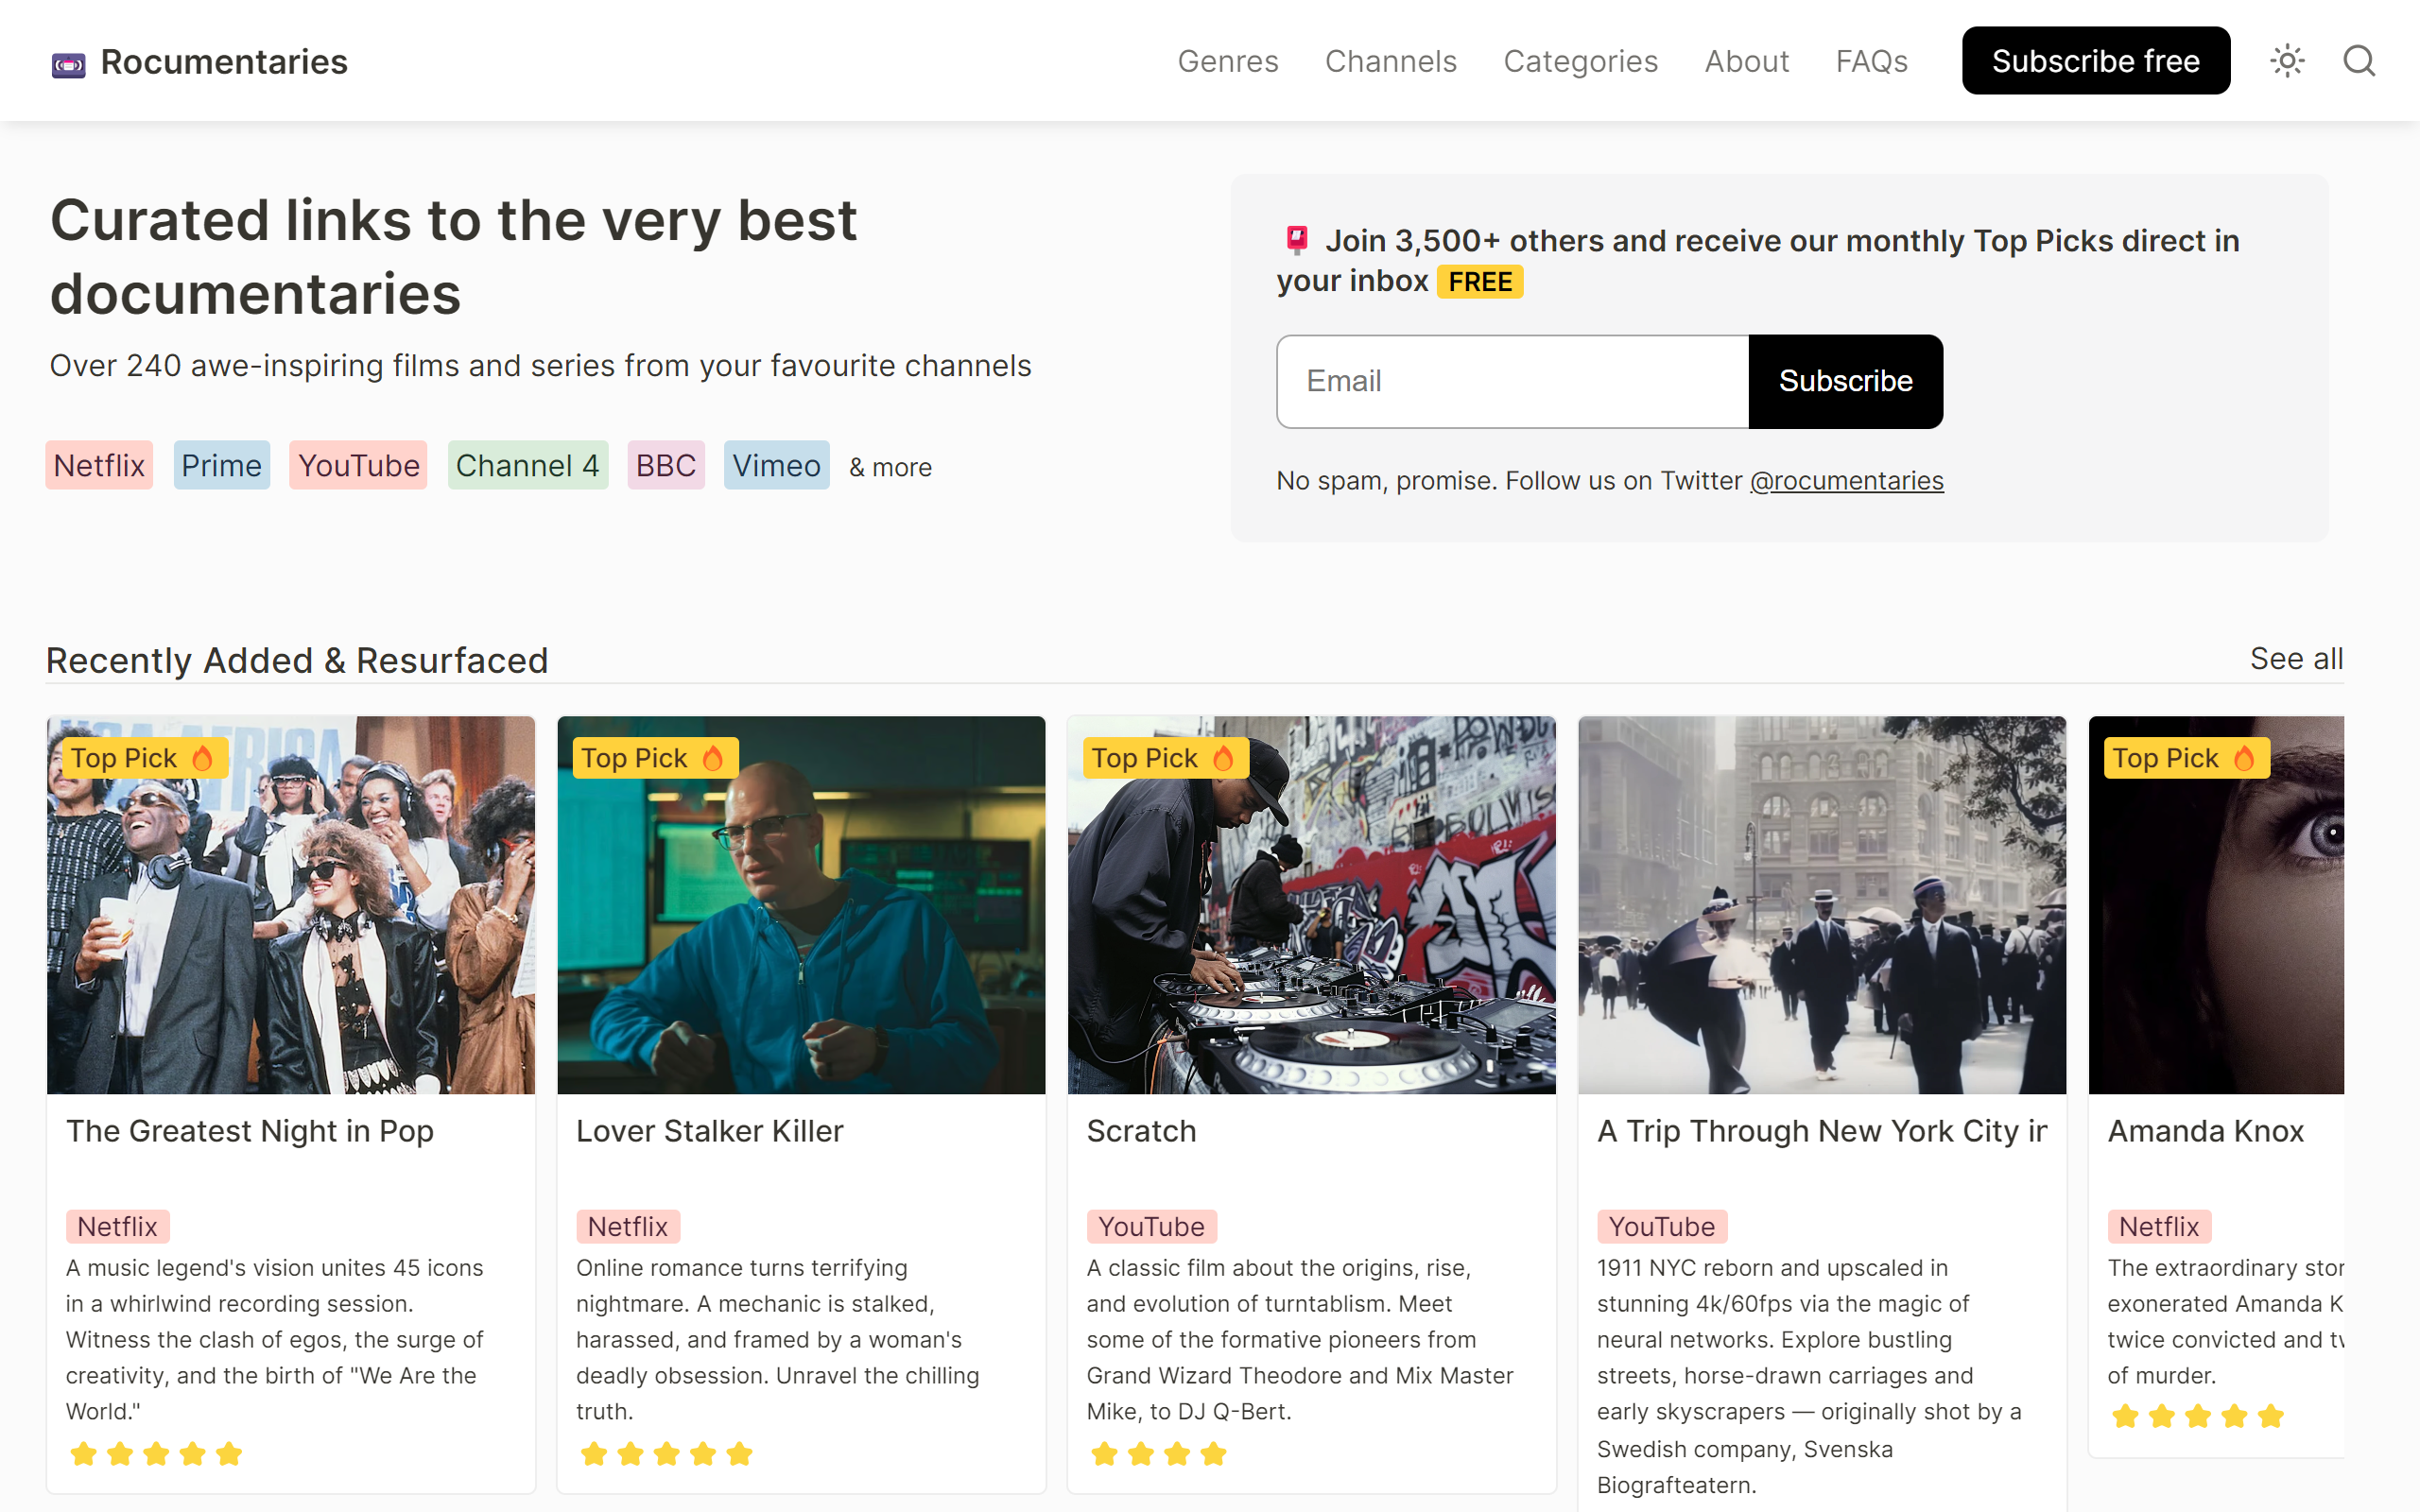 Rocumentaries
Genres
Channels
Categories
About
FAQs
Subscribe free
Curated links to the very best
documentaries
Over 240 awe-inspiring films and series from your favourite channels
Netflix
Prime
YouTube
Channel 4
BBC
Vimeo
& more
Join 3,500+ others and receive our monthly Top Picks direct in
your inbox FREE
Email
Subscribe
No spam, promise. Follow us on Twitter @rocumentaries
Recently Added & Resurfaced
See all
Top Pick
The Greatest Night in Pop
Netflix
A music legend's vision unites 45 icons
in a whirlwind recording session.
Witness the clash of egos, the surge of
creativity, and the birth of "We Are the
World."
Top Pick
Lover Stalker Killer
Netflix
Online romance turns terrifying
nightmare. A mechanic is stalked,
harassed, and framed by a woman's
deadly obsession. Unravel the chilling
truth.
Top Pick
Scratch
YouTube
A classic film about the origins, rise,
and evolution of turntablism. Meet
some of the formative pioneers from
Grand Wizard Theodore and Mix Master
Mike, to DJ Q-Bert.
A Trip Through New York City
YouTube
1911 NYC reborn and upscaled in
stunning 4k/60fps via the magic of
neural networks. Explore bustling
streets, horse-drawn carriages and
early skyscrapers — originally shot by a
Swedish company, Svenska
Biografteatern.
Top Pick
Amanda Knox
Netflix
The extraordinary
exonerated Amanda
twice convicted and
of murder.